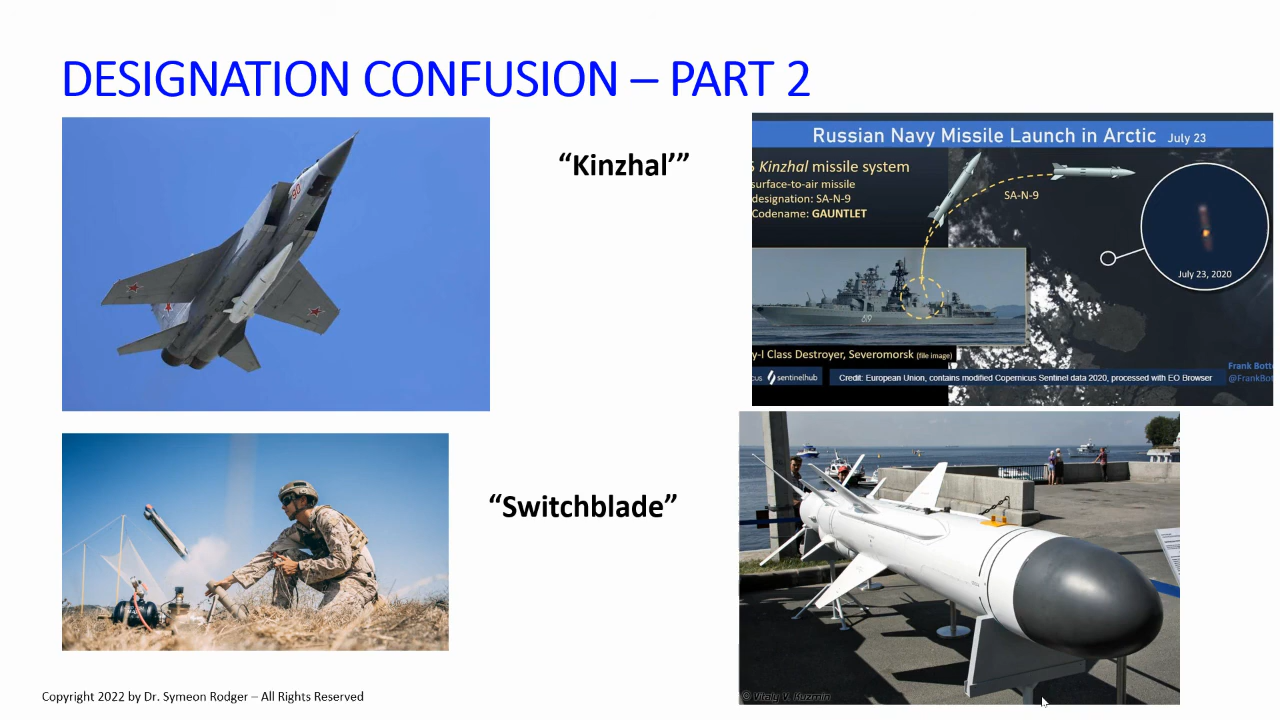 DESIGNATION CONFUSION – PART 2
“Kinzhal’”
Russian Navy Missile Launch in Arctic July 23
Kinzhal missile system
surface-to-air missile
designation: SA-N-9
Codename: GAUNTLET
SA-N-9
July 23, 2020
619
y-I Class Destroyer, Severomorsk (file image)
sentinelhub
Credit: European Union, contains modified Copernicus Sentinel data 2020, processed with EO Browser
Frank Bott
@FrankBot
“Switchblade”
© Vitaly V. Kuzmin
Copyright 2022 by Dr. Symeon Rodger – All Rights Reserved